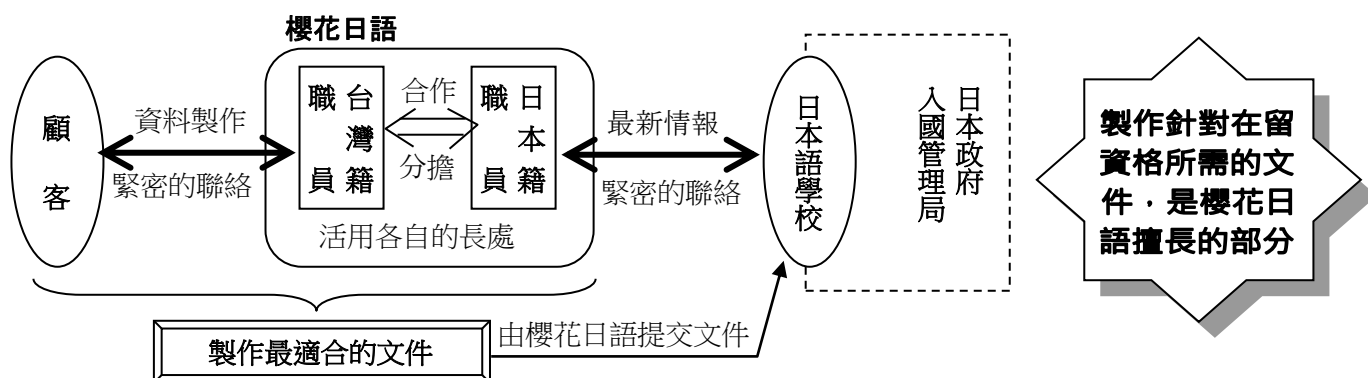 櫻花日語
顧客
資料製作
緊密的聯絡
台灣籍
職員
合作
分擔
日本籍
職員
活用各自的長處
最新情報
緊密的聯絡
日本語學校
日本政府
入國管理局
製作針對在留
資格所需的文
件，是櫻花日
語擅長的部分
製作最適合的文件
由櫻花日語提交文件